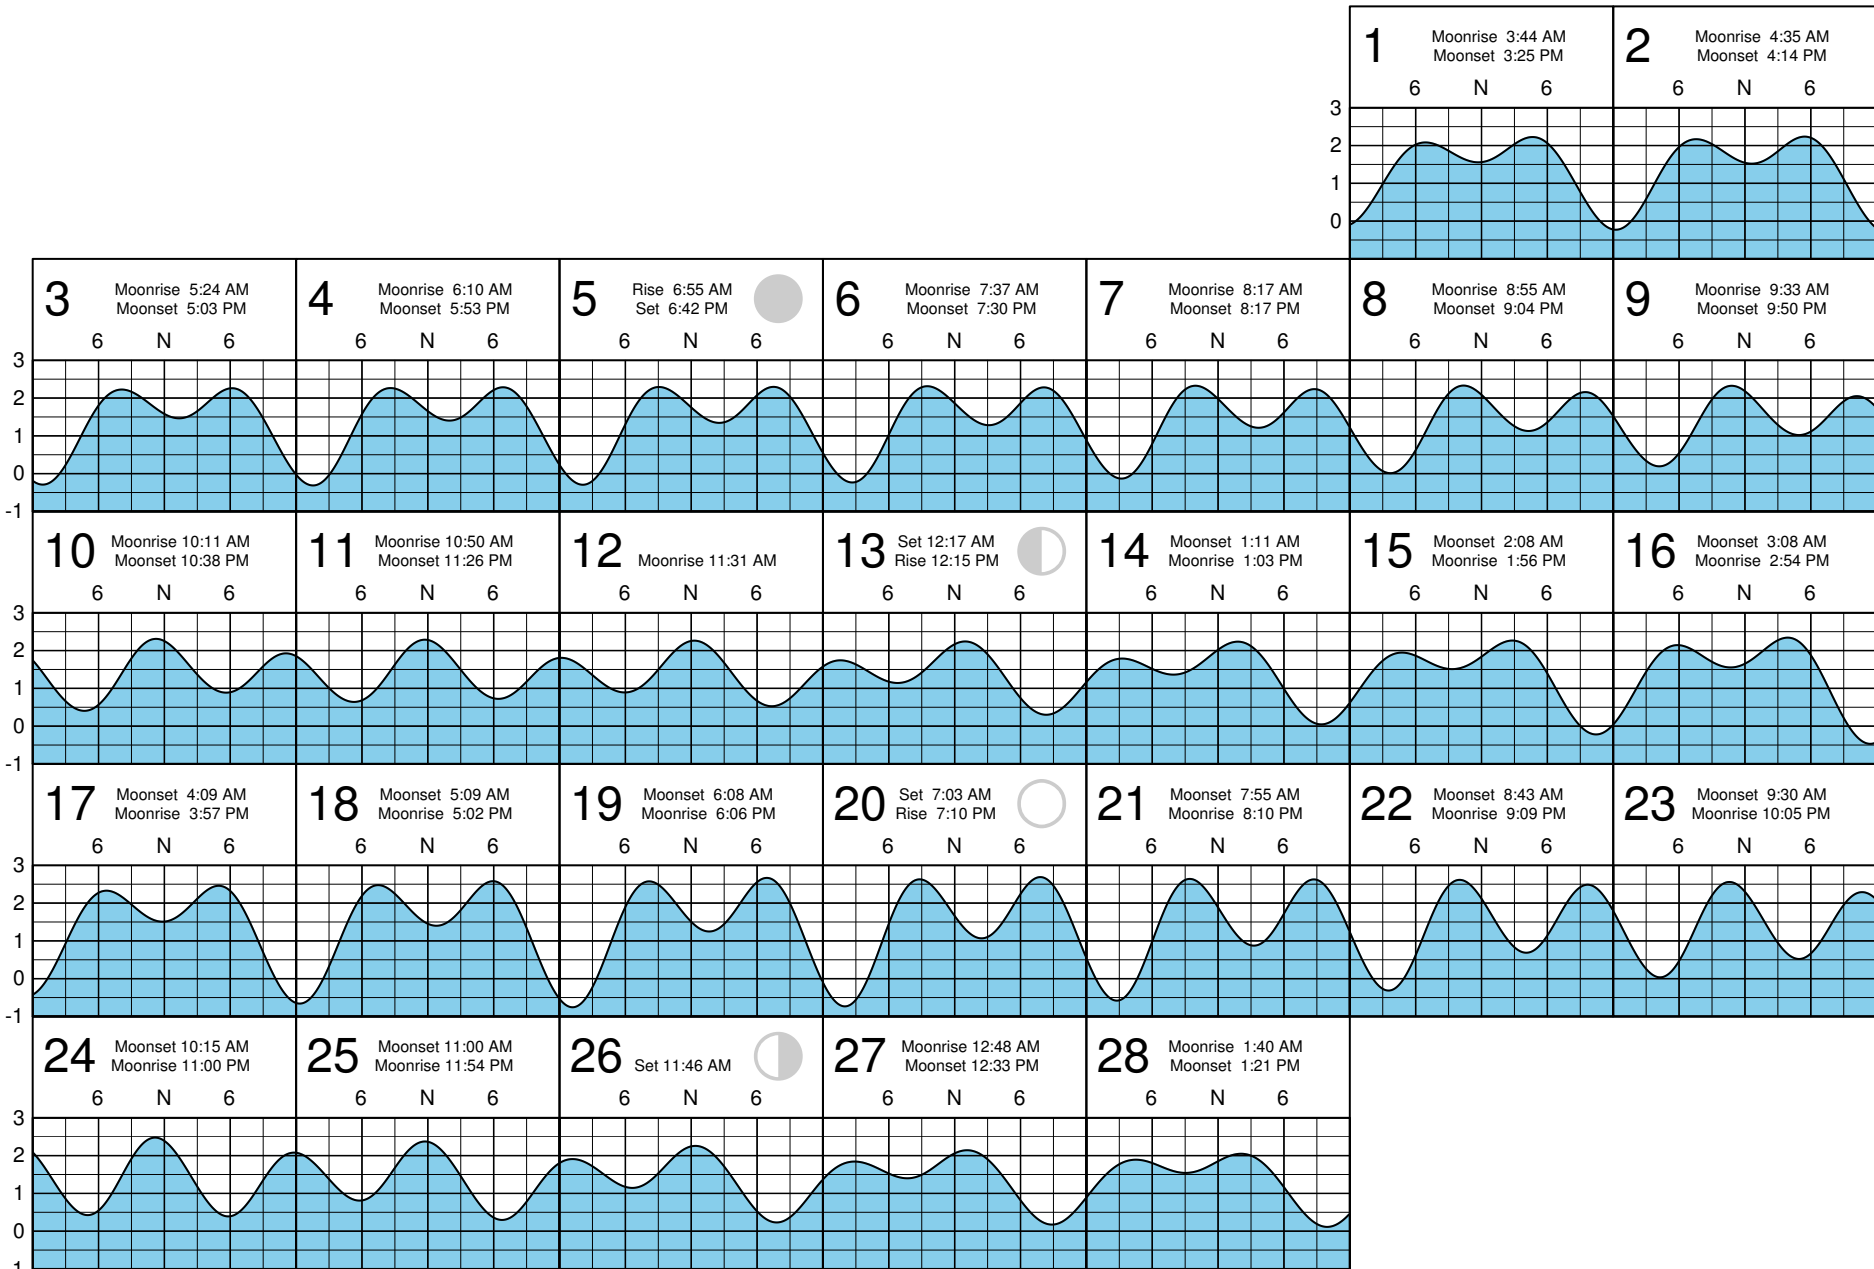 1 Moonrise 3:44 AM
Moonset 3:25 PM
2 Moonrise 4:35 AM
Moonset 4:14 PM
6 N 6 6 N 6
3
2
1
0
3 Moonrise 5:24 AM
Moonset 5:03 PM
4 Moonrise 6:10 AM
Moonset 5:53 PM
5 Rise 6:55 AM
Set 6:42 PM
6 Moonrise 7:37 AM
Moonset 7:30 PM
7 Moonrise 8:17 AM
Moonset 8:17 PM
8 Moonrise 8:55 AM
Moonset 9:04 PM
9 Moonrise 9:33 AM
Moonset 9:50 PM
6 N 6 6 N 6 6 N 6 6 N 6 6 N 6 6 N 6 6 N 6
3
2
1
0
-1
10 Moonrise 10:11 AM
Moonset 10:38 PM
11 Moonrise 10:50 AM
Moonset 11:26 PM
12 Moonrise 11:31 AM
13 Set 12:17 AM
Rise 12:15 PM
14 Moonset 1:11 AM
Moonrise 1:03 PM
15 Moonset 2:08 AM
Moonrise 1:56 PM
16 Moonset 3:08 AM
Moonrise 2:54 PM
6 N 6 6 N 6 6 N 6 6 N 6 6 N 6 6 N 6 6 N 6
3
2
1
0
-1
17 Moonset 4:09 AM
Moonrise 3:57 PM
18 Moonset 5:09 AM
Moonrise 5:02 PM
19 Moonset 6:08 AM
Moonrise 6:06 PM
20 Set 7:03 AM
Rise 7:10 PM
21 Moonset 7:55 AM
Moonrise 8:10 PM
22 Moonset 8:43 AM
Moonrise 9:09 PM
23 Moonset 9:30 AM
Moonrise 10:05 PM
6 N 6 6 N 6 6 N 6 6 N 6 6 N 6 6 N 6 6 N 6
3
2
1
0
-1
24 Moonset 10:15 AM
Moonrise 11:00 PM
25 Moonset 11:00 AM
Moonrise 11:54 PM
26 Set 11:46 AM
27 Moonrise 12:48 AM
Moonset 12:33 PM
28 Moonrise 1:40 AM
Moonset 1:21 PM
6 N 6 6 N 6 6 N 6 6 N 6 6 N 6
3
2
1
0
-1